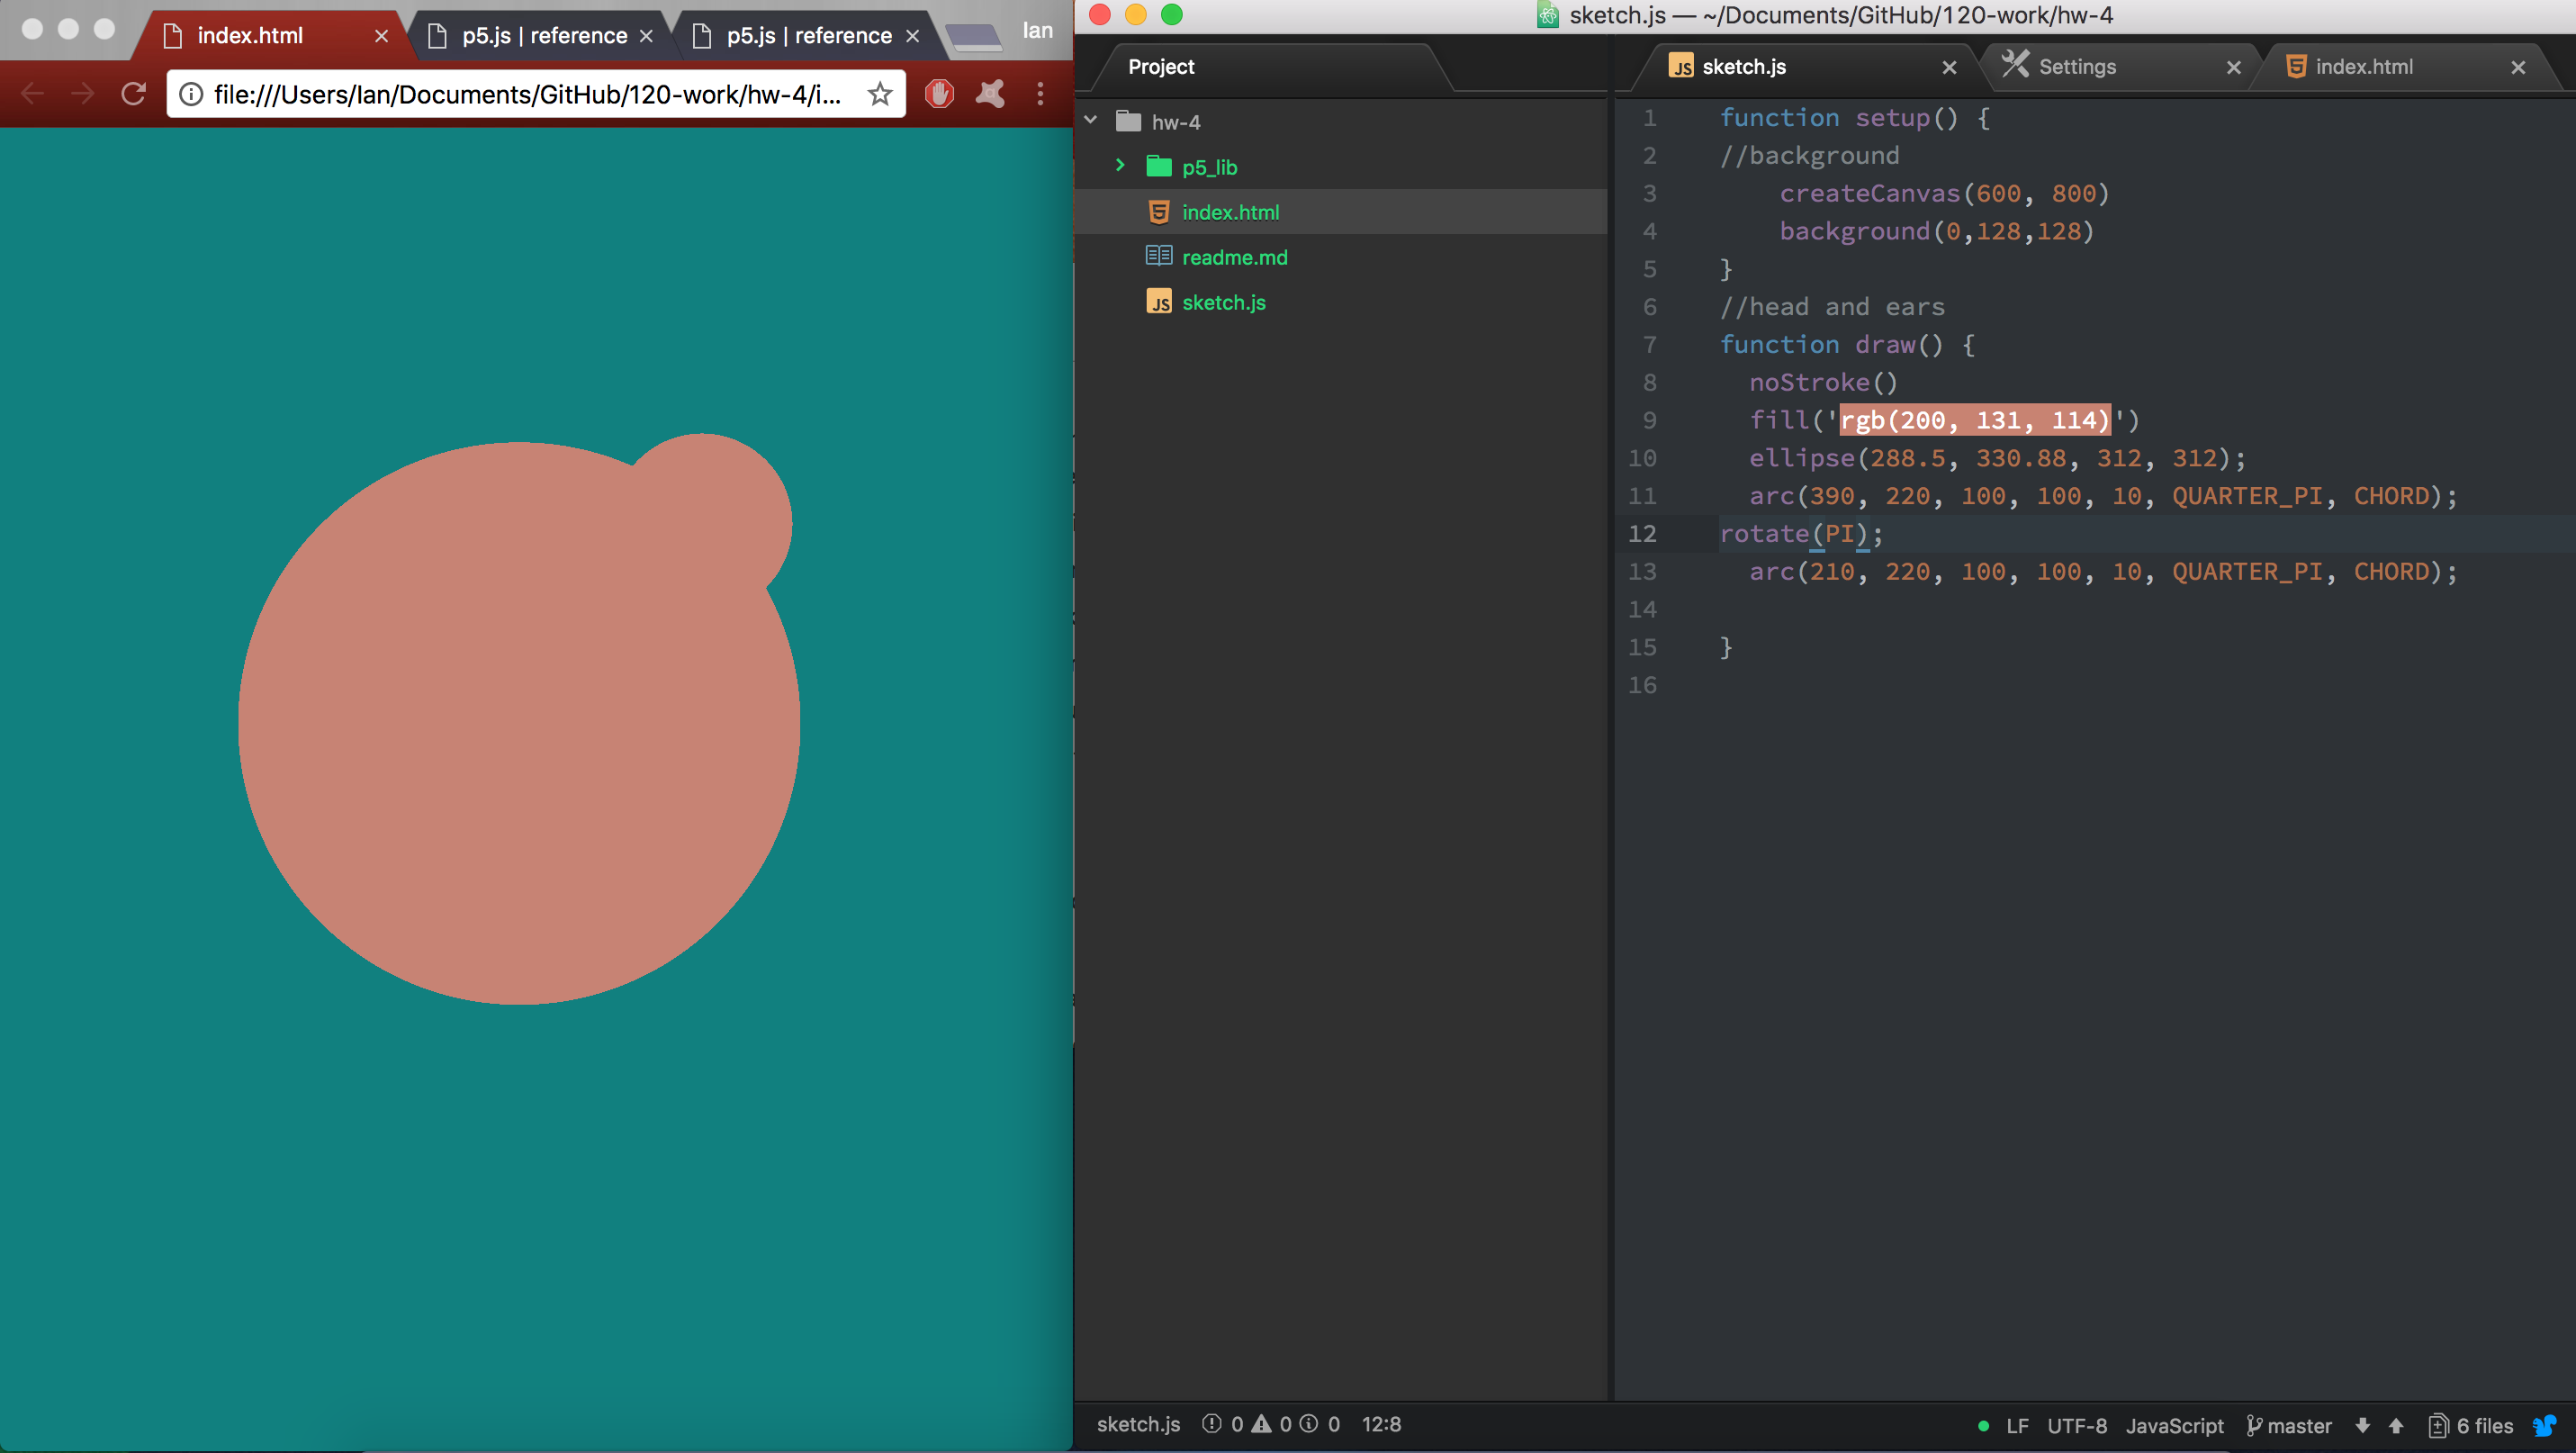 index.html
p5.js | reference
p5.js | reference
Ian
file:///Users/Ian/Documents/GitHub/120-work/hw-4/i...
sketch.js — ~/Documents/GitHub/120-work/hw-4
Project
hw-4
p5_lib
index.html
readme.md
sketch.js
sketch.js
Settings
index.html
1 function setup() {
2 //background
3 createCanvas(600, 800)
4 background(0,128,128)
5 }
6 //head and ears
7 function draw() {
8 noStroke()
9 fill('rgb(200, 131, 114)')
10 ellipse(288.5, 330.88, 312, 312);
11 arc(390, 220, 100, 100, 10, QUARTER_PI, CHORD);
12 rotate(PI);
13 arc(210, 220, 100, 100, 10, QUARTER_PI, CHORD);
14
15 }
16
sketch.js 0 0 0 12:8
LF UTF-8 JavaScript master 6 files